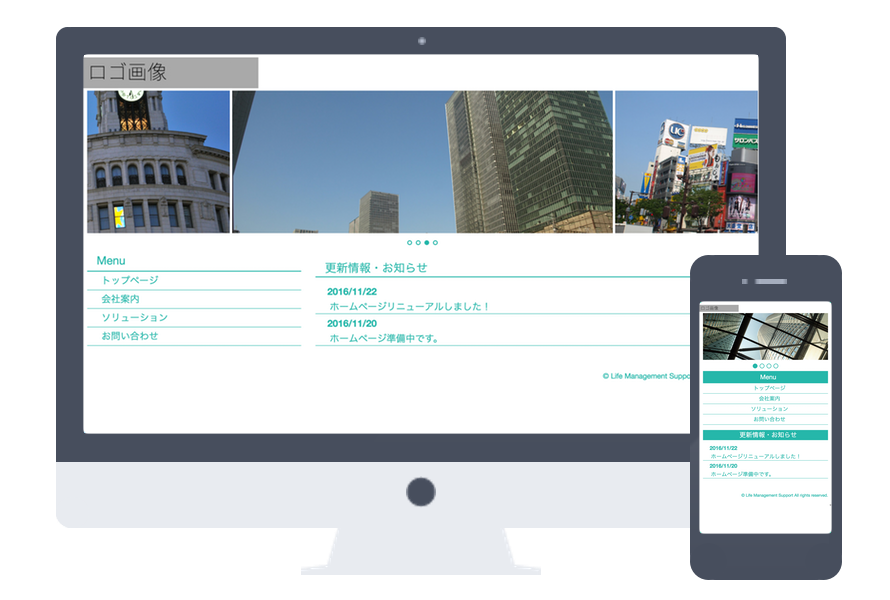 ロゴ画像
UC
Menu
トップページ
会社案内
ソリューション
お問い合わせ
更新情報・お知らせ
2016/11/22
ホームページリニューアルしました！
2016/11/20
ホームページ準備中です。
© Life Management Suppo
ロゴ画像
Menu
トップページ
会社案内
ソリューション
お問い合わせ
更新情報・お知らせ
2016/11/22
ホームページリニューアルしました！
2016/11/20
ホームページ準備中です。
© Life Management Support All rights reserved.